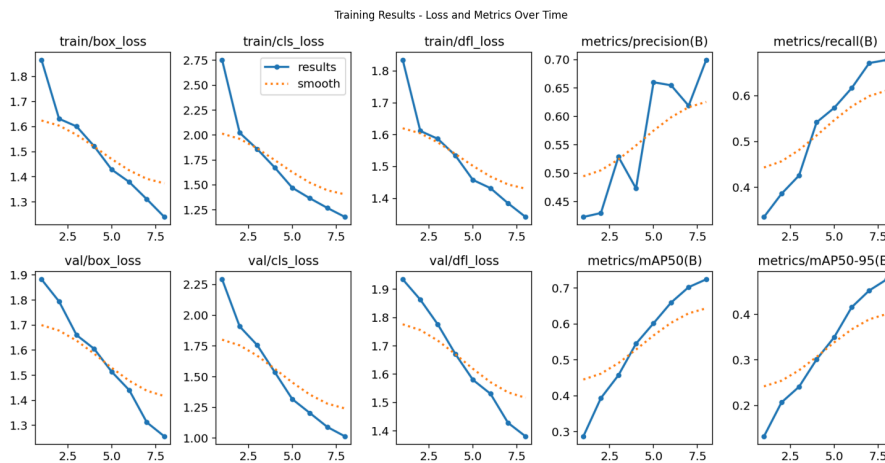 Training Results - Loss and Metrics Over Time
train/box_loss
train/cls_loss
train/dfl_loss
metrics/precision(B)
metrics/recall(B)
results
smooth
1.8
1.7
1.6
1.5
1.4
1.3
2.75
2.50
2.25
2.00
1.75
1.50
1.25
1.8
1.7
1.6
1.5
1.4
0.70
0.65
0.60
0.55
0.50
0.45
0.6
0.5
0.4
2.5 5.0 7.5
2.5 5.0 7.5
2.5 5.0 7.5
2.5 5.0 7.5
2.5 5.0 7.5
val/box_loss
val/cls_loss
val/dfl_loss
metrics/mAP50(B)
metrics/mAP50-95(B
1.9
1.8
1.7
1.6
1.5
1.4
1.3
2.25
2.00
1.75
1.50
1.25
1.00
1.9
1.8
1.7
1.6
1.5
1.4
0.7
0.6
0.5
0.4
0.3
0.4
0.3
0.2
2.5 5.0 7.5
2.5 5.0 7.5
2.5 5.0 7.5
2.5 5.0 7.5
2.5 5.0 7.5